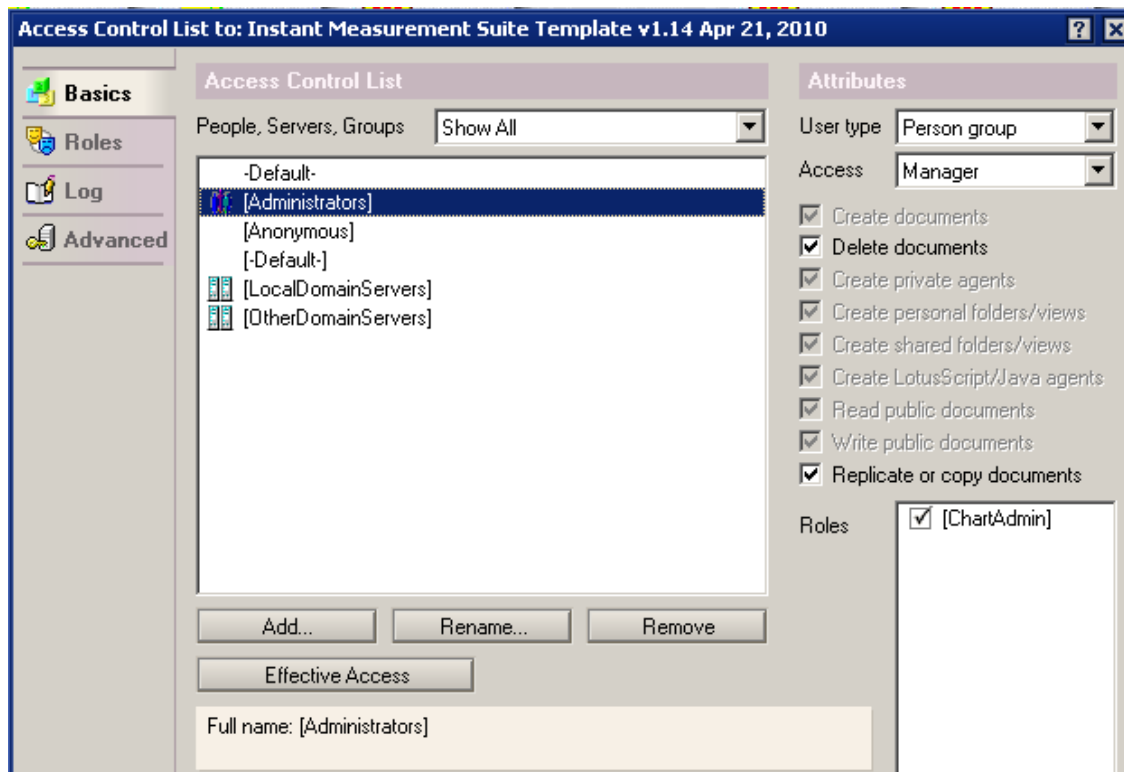 Access Control List to: Instant Measurement Suite Template v1.14 Apr 21, 2010
Basics
Roles
Log
Advanced
Access Control List
People, Servers, Groups Show All
-Default-
[Administrators]
[Anonymous]
[-Default-]
[LocalDomainServers]
[OtherDomainServers]
Add... Rename... Remove
Effective Access
Full name: [Administrators]
Attributes
User type Person group
Access Manager
Create documents
Delete documents
Create private agents
Create personal folders/views
Create shared folders/views
Create LotusScript/Java agents
Read public documents
Write public documents
Replicate or copy documents
Roles [ChartAdmin]